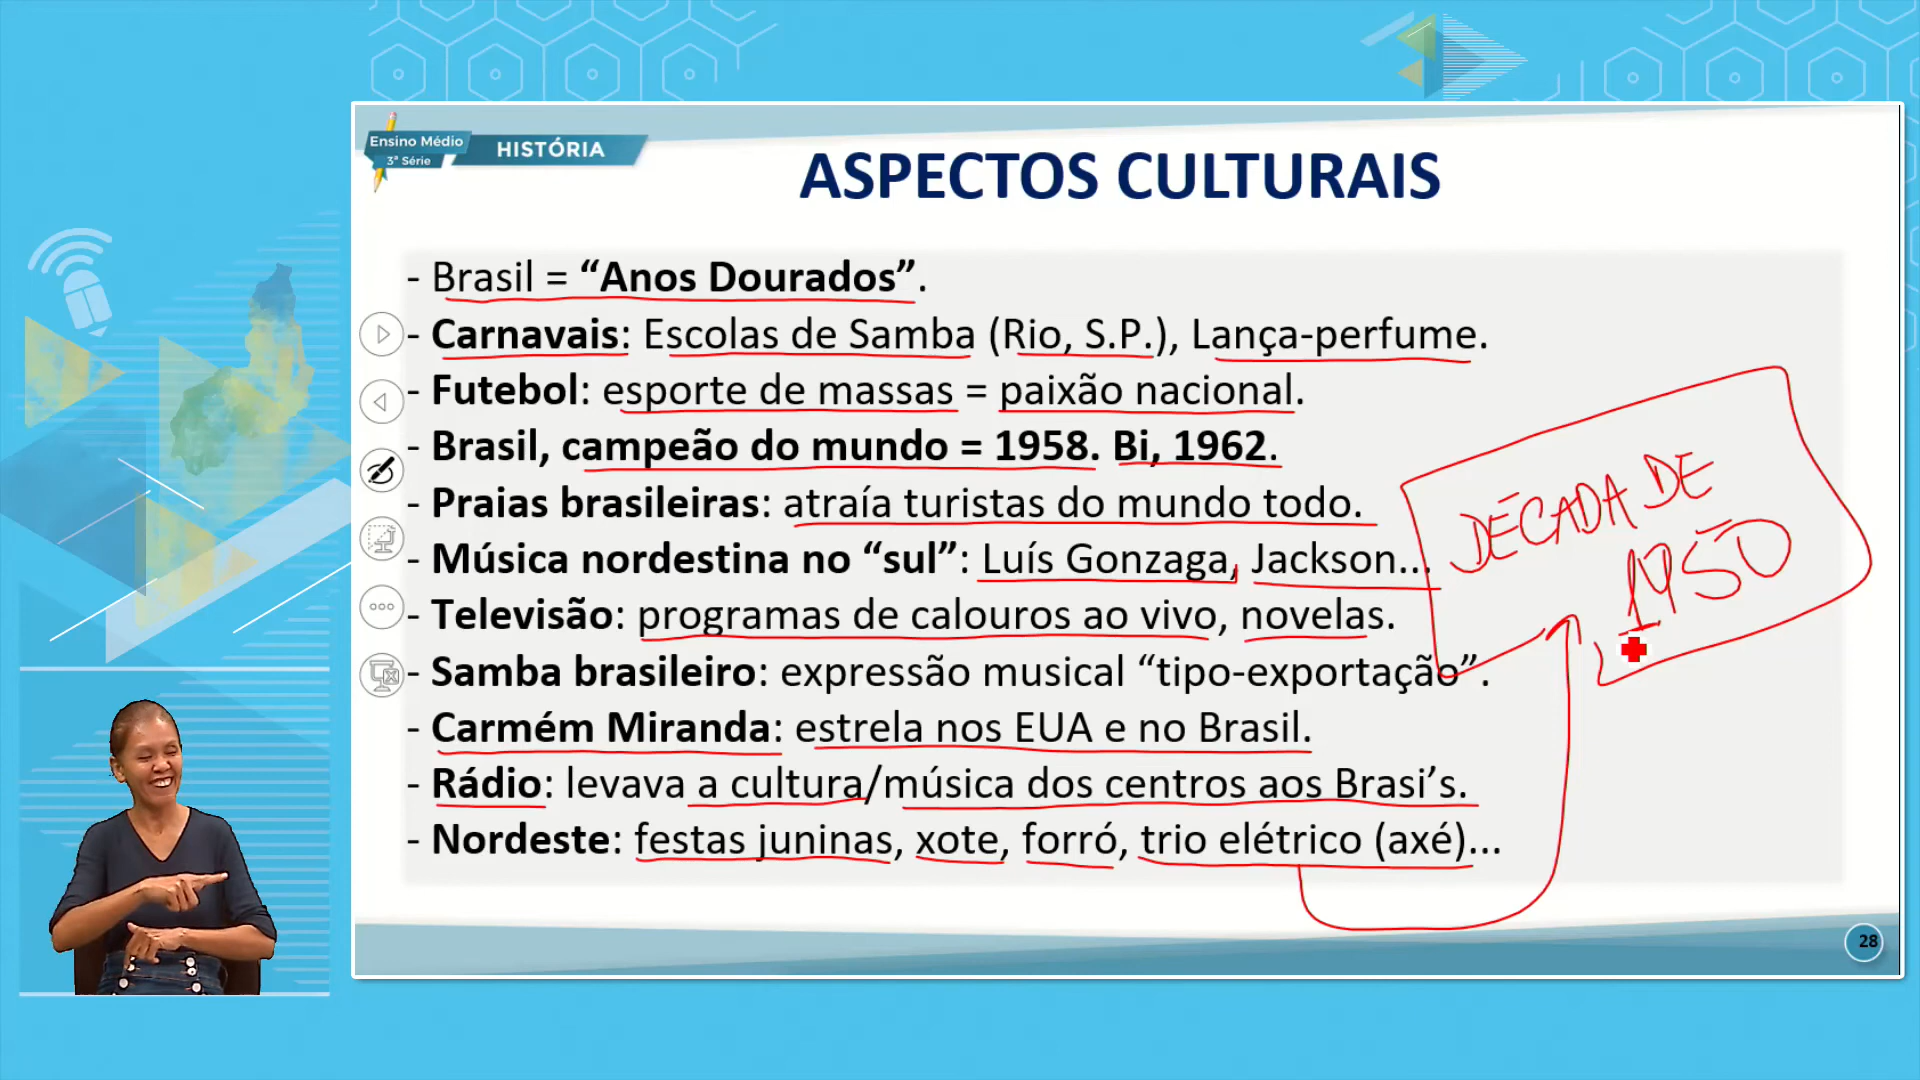 Ensino Médio
3ª Série
HISTÓRIA
ASPECTOS CULTURAIS
- Brasil = “Anos Dourados”.
- Carnavais: Escolas de Samba (Rio, S.P.), Lança-perfume.
- Futebol: esporte de massas = paixão nacional.
- Brasil, campeão do mundo = 1958. Bi, 1962.
- Praias brasileiras: atraía turistas do mundo todo.
- Música nordestina no “sul”: Luís Gonzaga, Jackson...
- Televisão: programas de calouros ao vivo, novelas.
- Samba brasileiro: expressão musical “tipo-exportação”.
- Carmém Miranda: estrela nos EUA e no Brasil.
- Rádio: levava a cultura/música dos centros aos Brasi’s.
- Nordeste: festas juninas, xote, forró, trio elétrico (axé)...
DÉCADA DE
1950
28